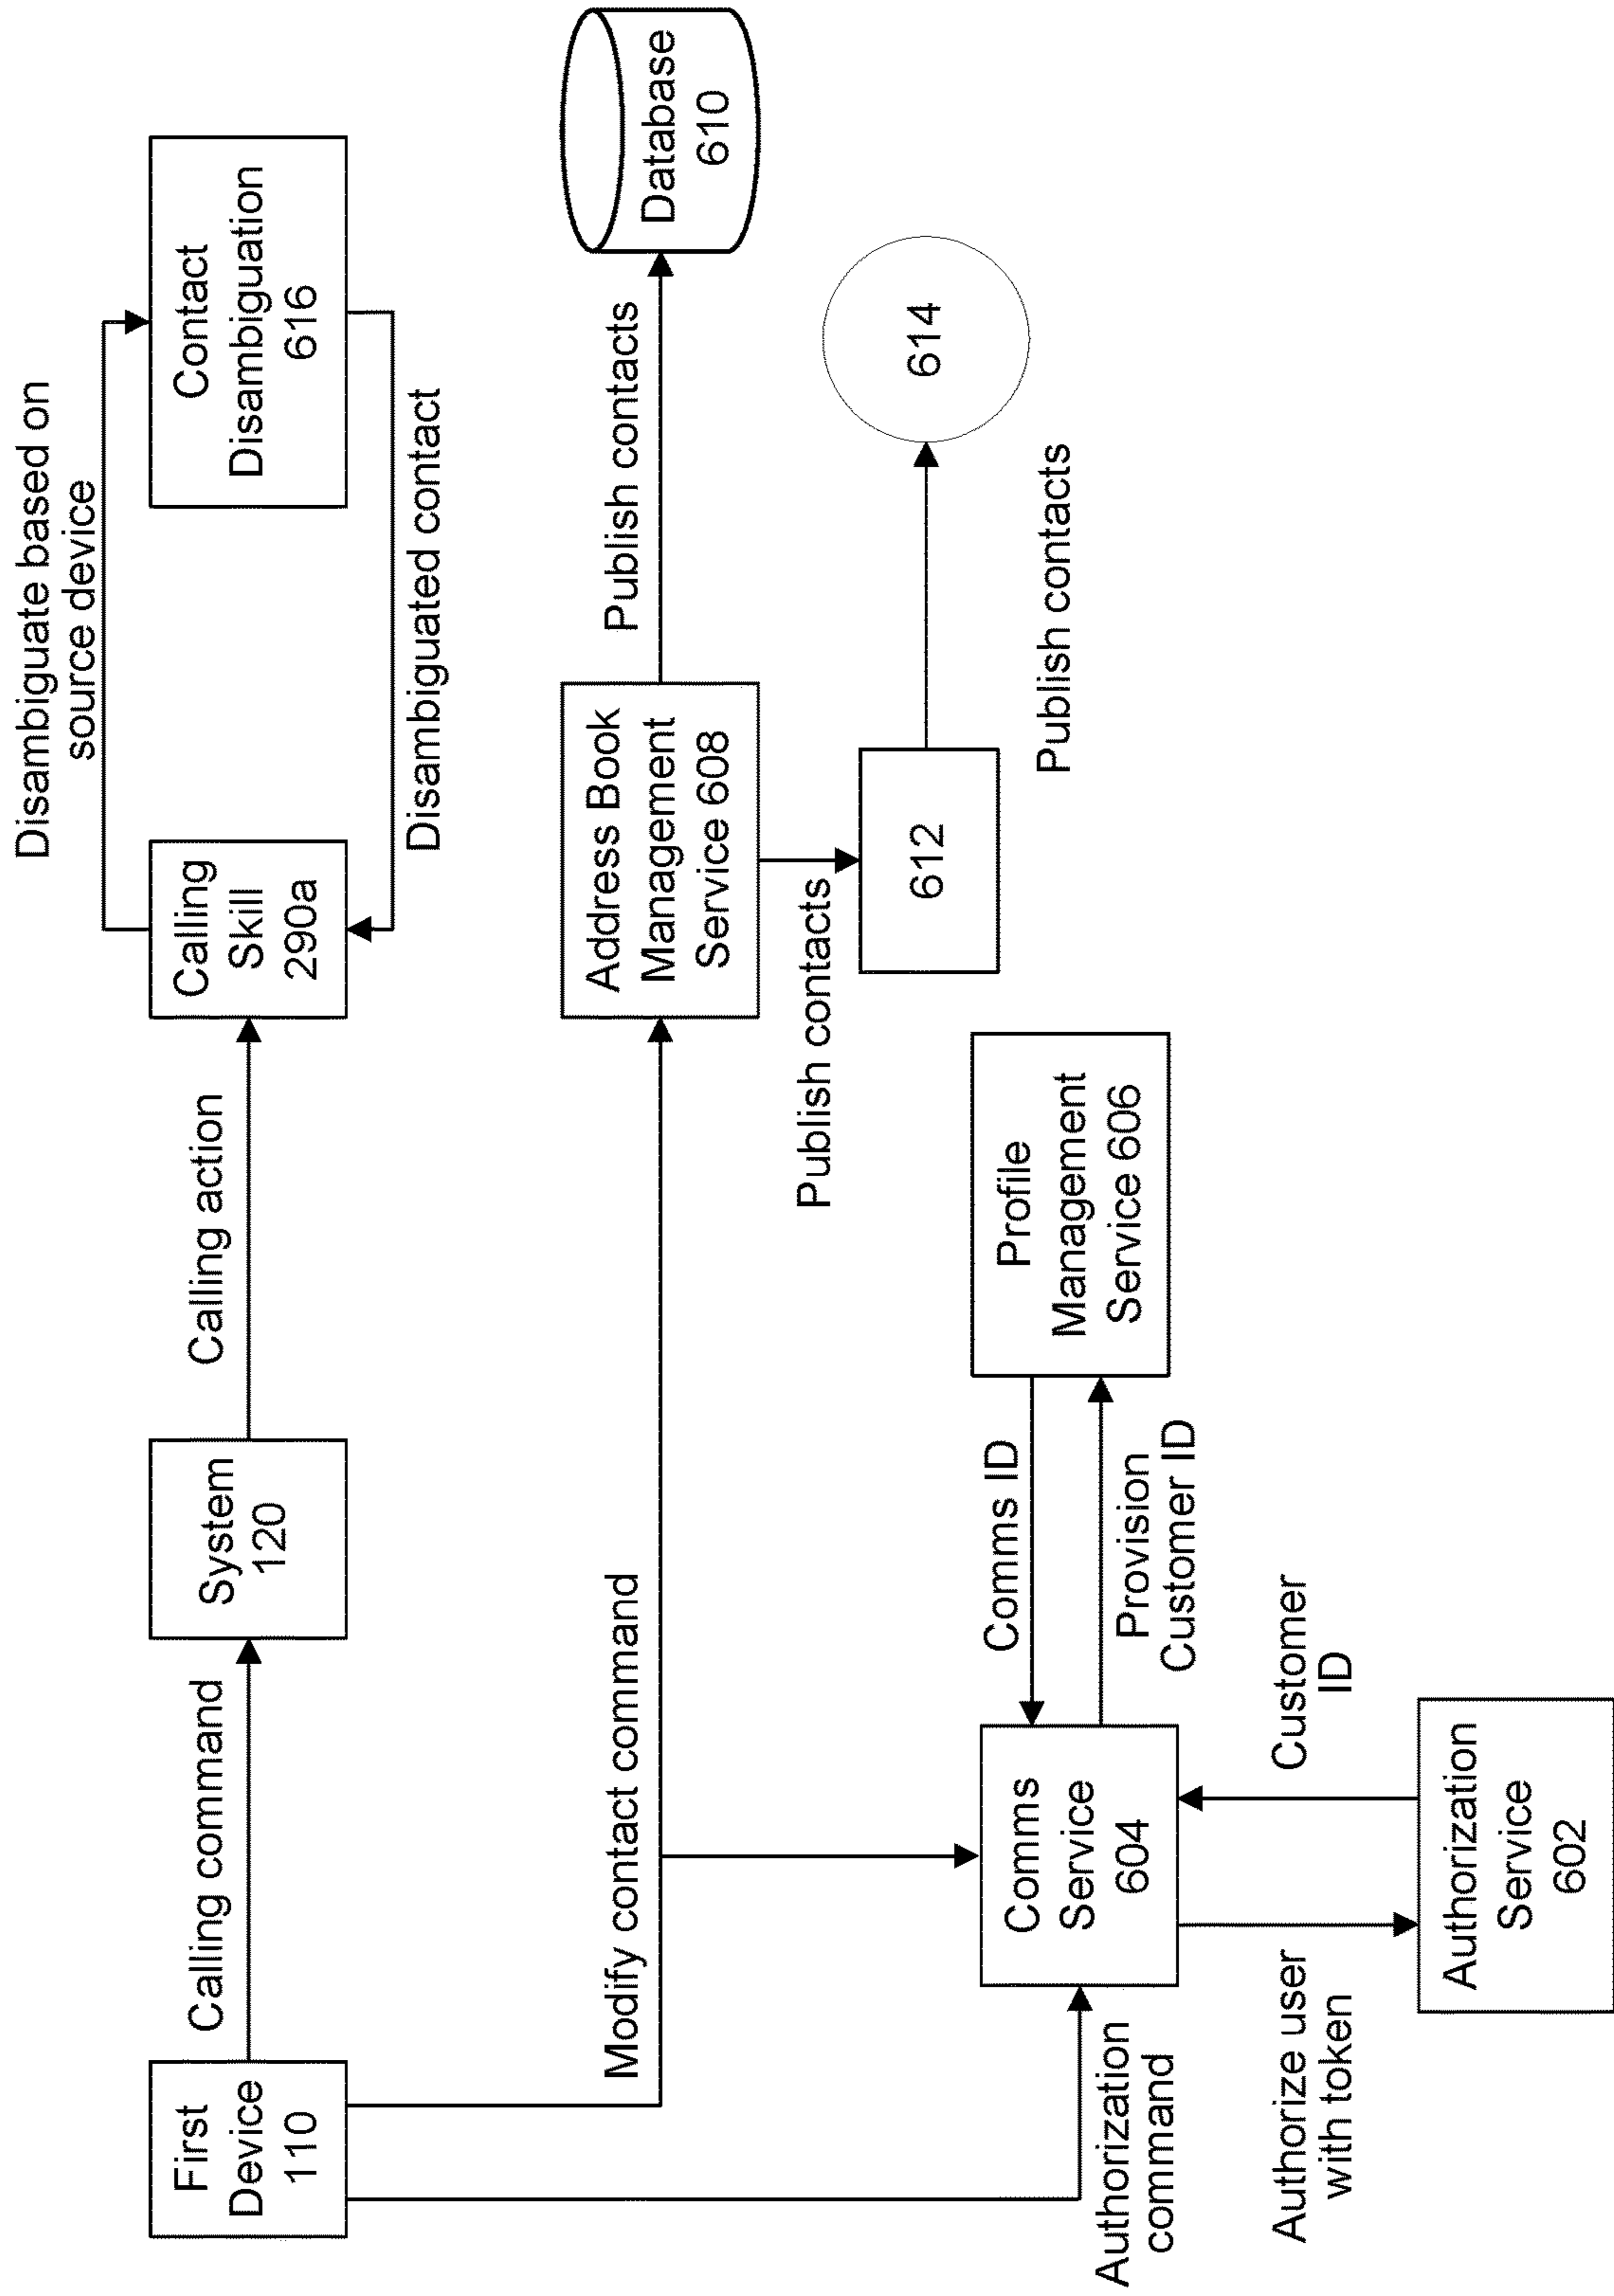 First
Device
110
Calling command
System
120
Calling action
Calling
Skill
290a
Disambiguate based on
source device
Contact
Disambiguation
616
Disambiguated contact
Modify contact command
Address Book
Management
Service 608
Publish contacts
Database
610
Publish contacts
612
Publish contacts
614
Authorization
command
Comms
Service
604
Comms ID
Provision
Customer ID
Profile
Management
Service 606
Authorize user
with token
Customer
ID
Authorization
Service
602